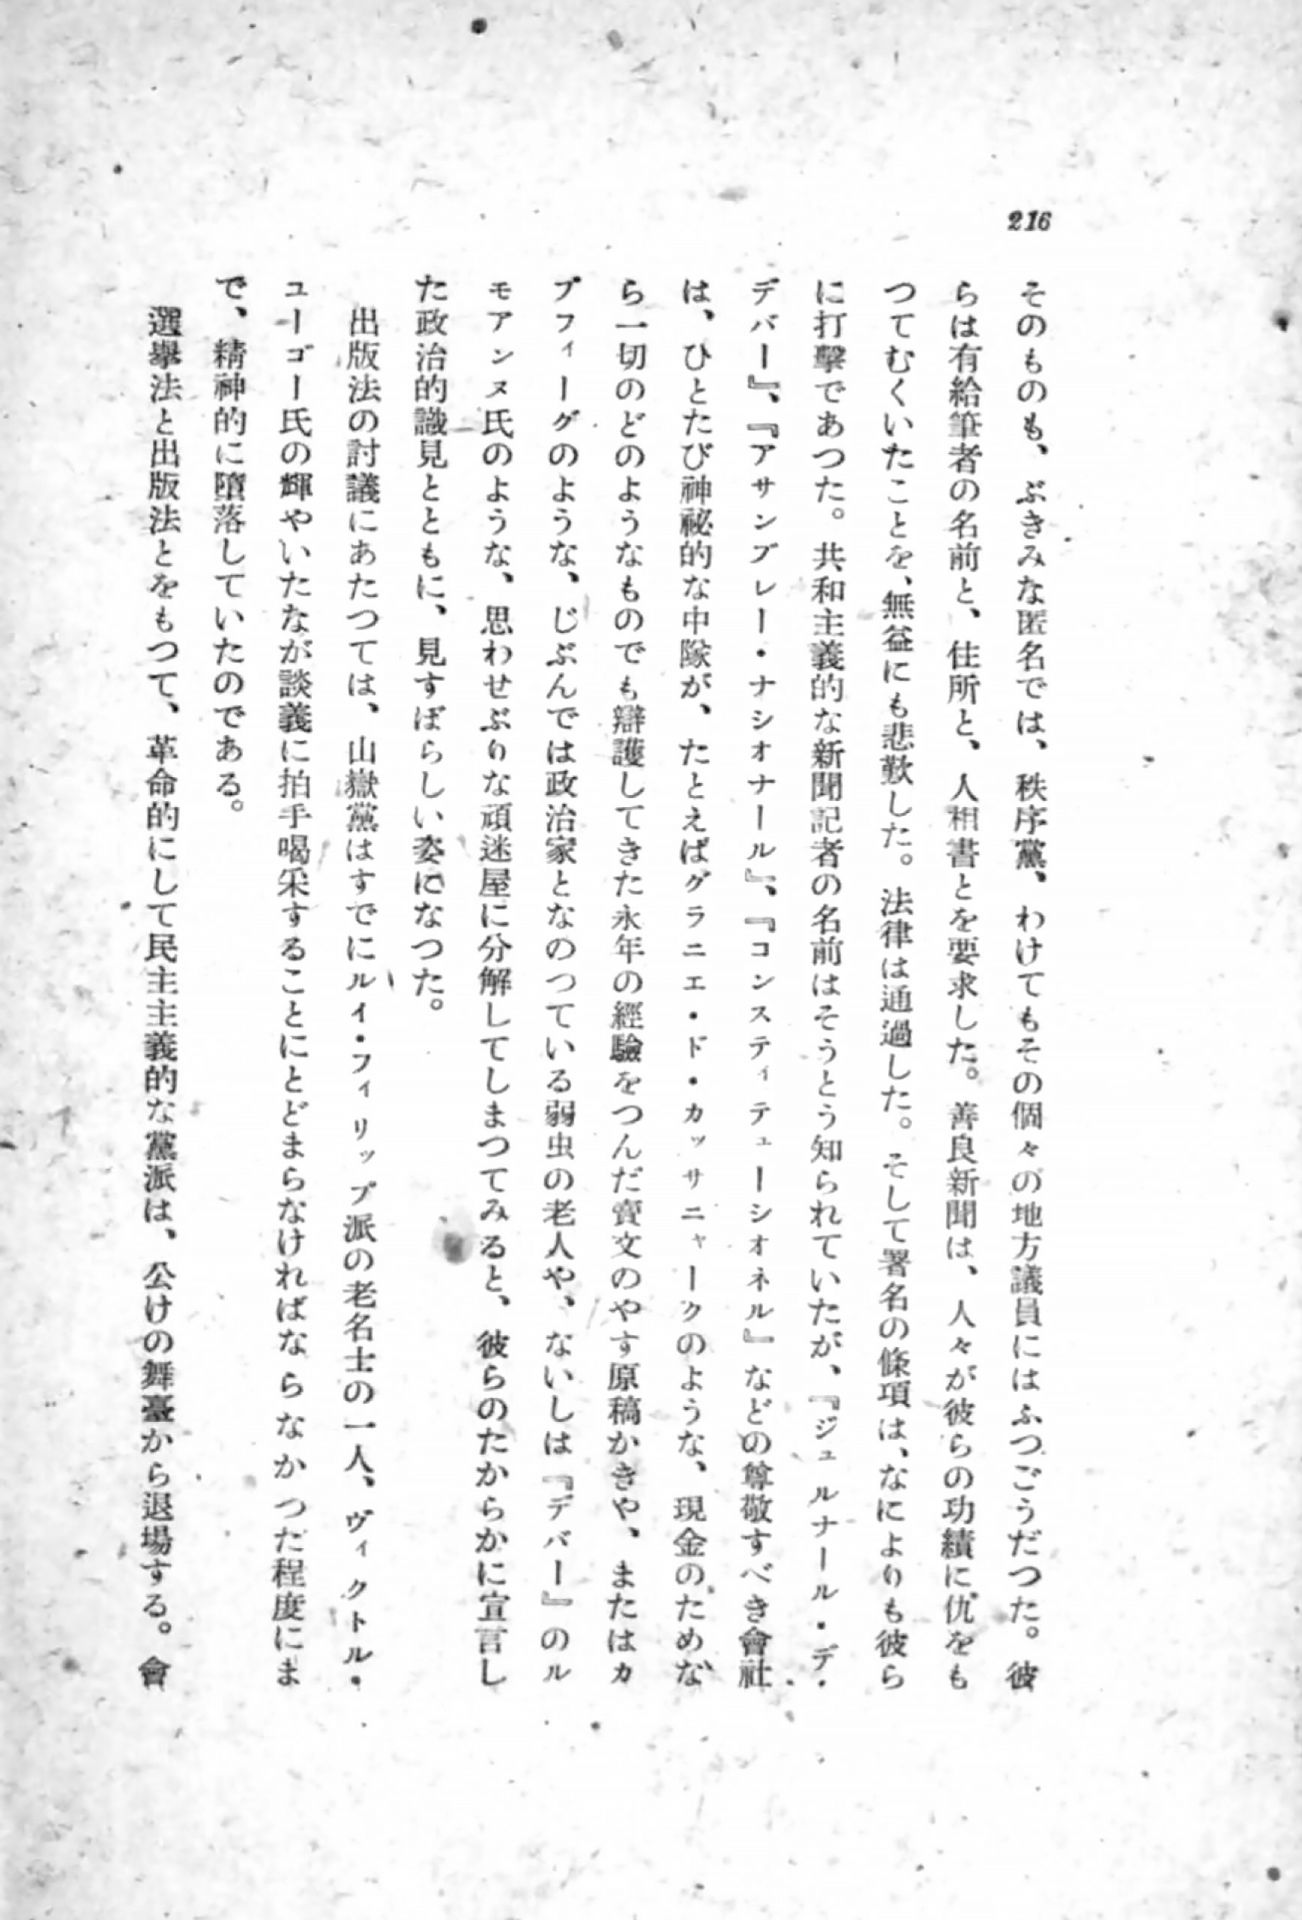 216
そのものも、ぶきみな匿名では、秩序黨、わけてもその個々の地方議員にはふつごうだつた。彼
らは有給筆者の名前と、住所と、人相書とを要求した。善良新聞は、人々が彼らの功績に仇をも
つてむくいたことを、無益にも悲歎した。法律は通過した。そして署名の條項は、なによりも彼ら
に打擊であつた。共和主義的な新聞記者の名前はそうとう知られていたが、『ジュルナール・デ・
デバー』、『アサンブレー・ナシオナール』、『コンスティテューシオネル』などの尊敬すべき會社
は、ひとたび神祕的な中隊が、たとえばグラニエ・ド・カッサニャークのような、現金のためな
ら一切のどのようなものでも辯護してきた永年の經驗をつんだ賣文のやす原稿かきや、またはカ
プフィーグのような、じぶんでは政治家となのつている弱虫の老人や、ないしは『デバー』のル
モアンヌ氏のような、思わせぶりな頑迷屋に分解してしまつてみると、彼らのたからかに宣言し
た政治的識見とともに、見すぼらしい姿になつた。
出版法の討議にあたつては、山嶽黨はすでにルイ・フィリップ派の老名士の一人、ヴィクトル・
ユーゴー氏の輝やいたなが談義に拍手喝采することにとどまらなければならなかつた程度にま
で、精神的に墮落していたのである。
選擧法と出版法とをもつて、革命的にして民主主義的な黨派は、公けの舞臺から退場する。會